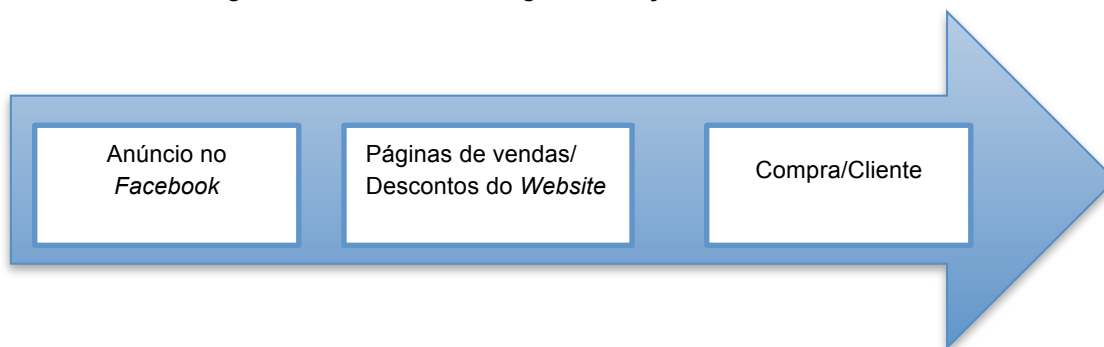 Anúncio no
Facebook
Páginas de vendas/
Descontos do Website
Compra/Cliente